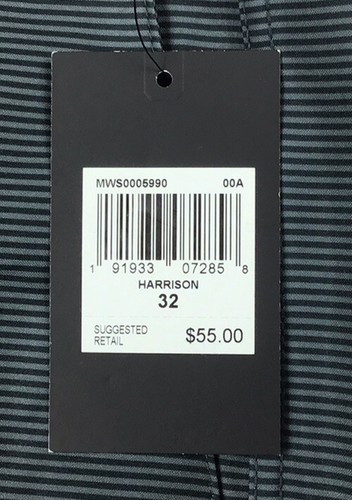 MWS0005990 00A
1 91933 07285 8
HARRISON
32
SUGGESTED
RETAIL $55.00